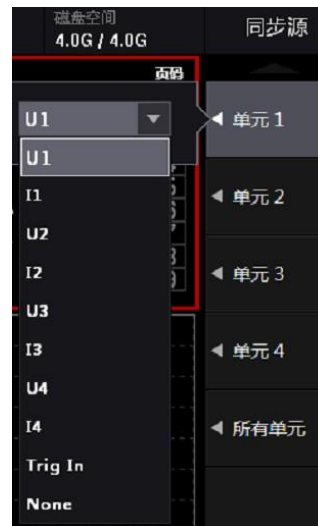 磁盘空间
4.0G / 4.0G
同步源
页码
U1
单元 1
U1
I1
单元 2
U2
I2
单元 3
U3
I3
单元 4
U4
I4
所有单元
Trig In
None